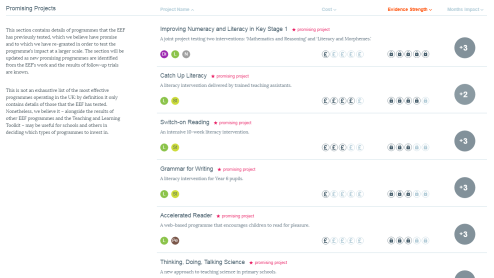 Promising Projects
Project Name
Cost
Evidence Strength
Months Impact
This section contains details of programmes that the EEF
has previously tested, which we believe have promise
and to which we have re-granted in order to test the
programme's impact at a larger scale. The section will be
updated as new promising programmes are identified
from the EEF's work and the results of follow-up trials
are known.
This is not an exhaustive list of the most effective
programmes operating in the UK: by definition it only
contains details of those that the EEF has tested.
Nonetheless, we believe it – alongside the results of
other EEF programmes and the Teaching and Learning
Toolkit – may be useful for schools and others to
deciding which types of programmes to invest in.
Improving Numeracy and Literacy in Key Stage 1 ★ promising project
A joint project testing two interventions: 'Mathematics and Reasoning' and 'Literacy and Morphemes'
L M
+3
Catch Up Literacy ★ promising project
A literacy intervention delivered by trained teaching assistants.
L
£ £ £ £ £
+2
Switch-on Reading ★ promising project
An intensive 10-week literacy intervention.
L
£ £ £ £ £
+3
Grammar for Writing ★ promising project
A literacy intervention for Year 6 pupils.
L
£ £ £ £ £
+3
Accelerated Reader ★ promising project
A web-based programme that encourages children to read for pleasure.
L
£ £ £ £ £
+3
Thinking, Doing, Talking Science ★ promising project
A new approach to teaching science in primary schools.